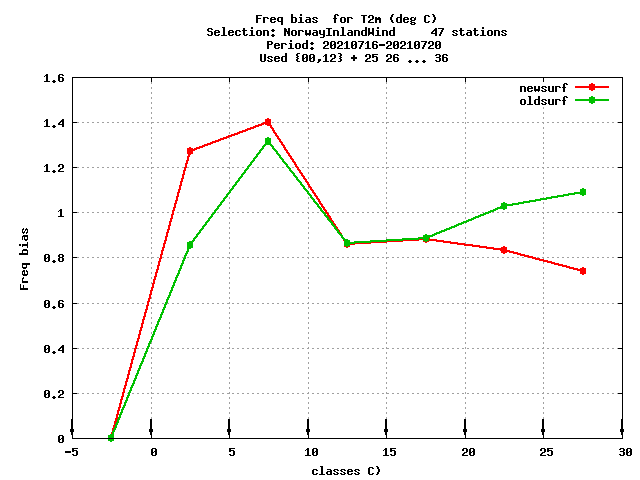 Freq bias  for T2m (deg C)
Selection: NorwayInlandWind     47 stations
Period: 20210716-20210720
Used {00,12} + 25 26 ... 36
newsurf
oldsurf
1.6
1.4
1.2
1
0.8
0.6
0.4
0.2
0
Freq bias
-5
0
5
10
15
20
25
30
classes C)